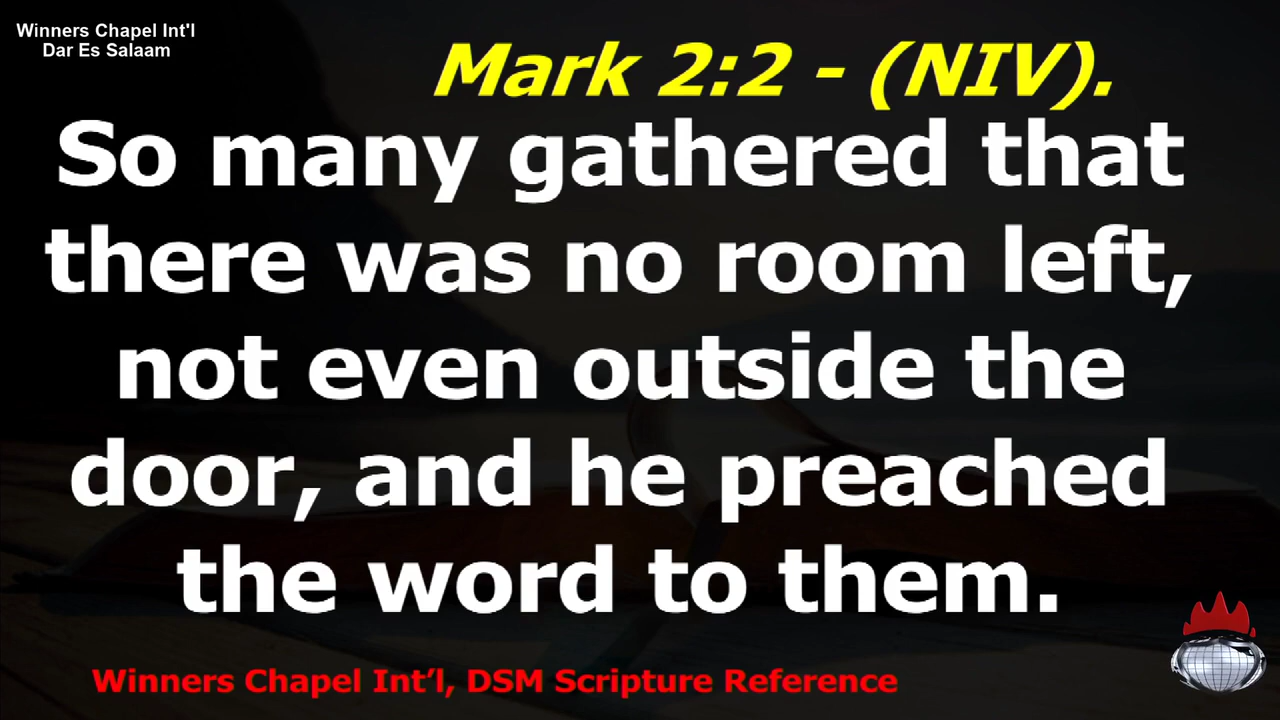 Winners Chapel Int'l
Dar Es Salaam
Mark 2:2 - (NIV).
So many gathered that
there was no room left,
not even outside the
door, and he preached
the word to them.
Winners Chapel Int’l, DSM Scripture Reference